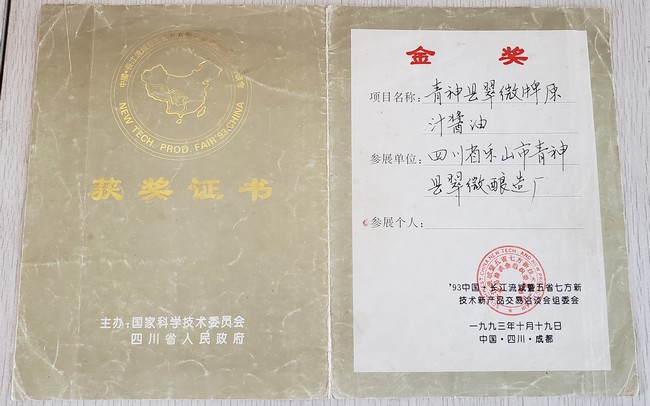 NEW TECH. PROD. FAIR '93 CHINA
获奖证书
主办：国家科学技术委员会
四川省人民政府
金奖
项目名称：青神县翠微牌原
汁酱油
参展单位：四川省乐山市青神
县翠微酿造厂
参展个人：
'93中国·长江流域暨五省七方新
技术新产品交易洽谈会组委会
一九九三年十月十九日
中国·四川·成都